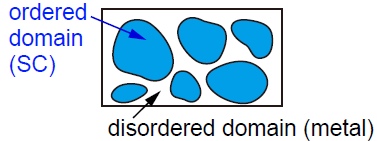 ordered
domain
(SC)
disordered domain (metal)